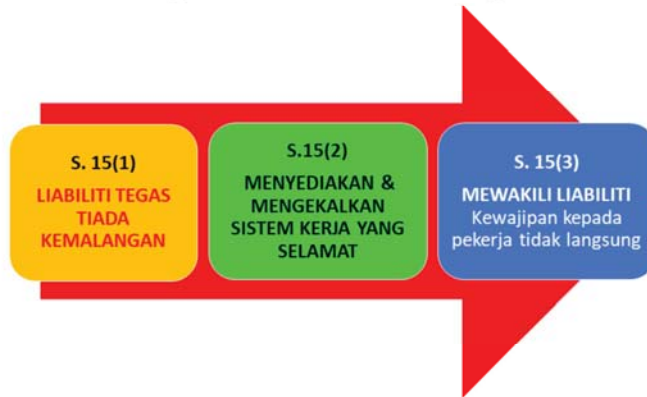 S. 15(1)
LIABILITI TEGAS
TIADA
KEMALANGAN
S.15(2)
MENYEDIAKAN &
MENGEKALKAN
SISTEM KERJA YANG
SELAMAT
S. 15(3)
MEWAKILI LIABILITI
Kewajipan kepada
pekerja tidak langsung